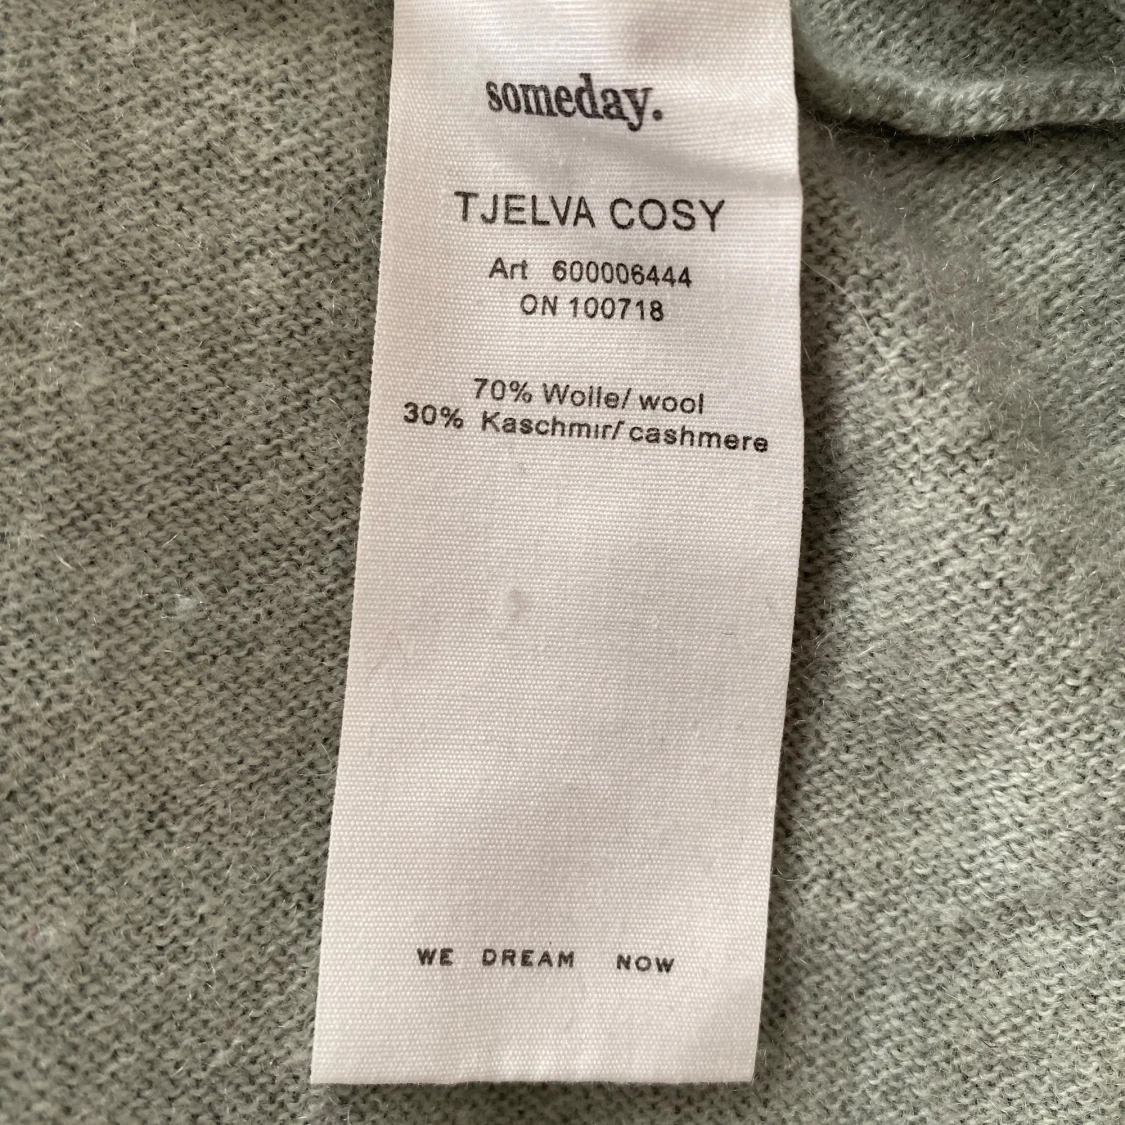 someday.
TJELVA COSY
Art 600006444
ON 100718
70% Wolle/ wool
30% Kaschmir/ cashmere
WE DREAM NOW